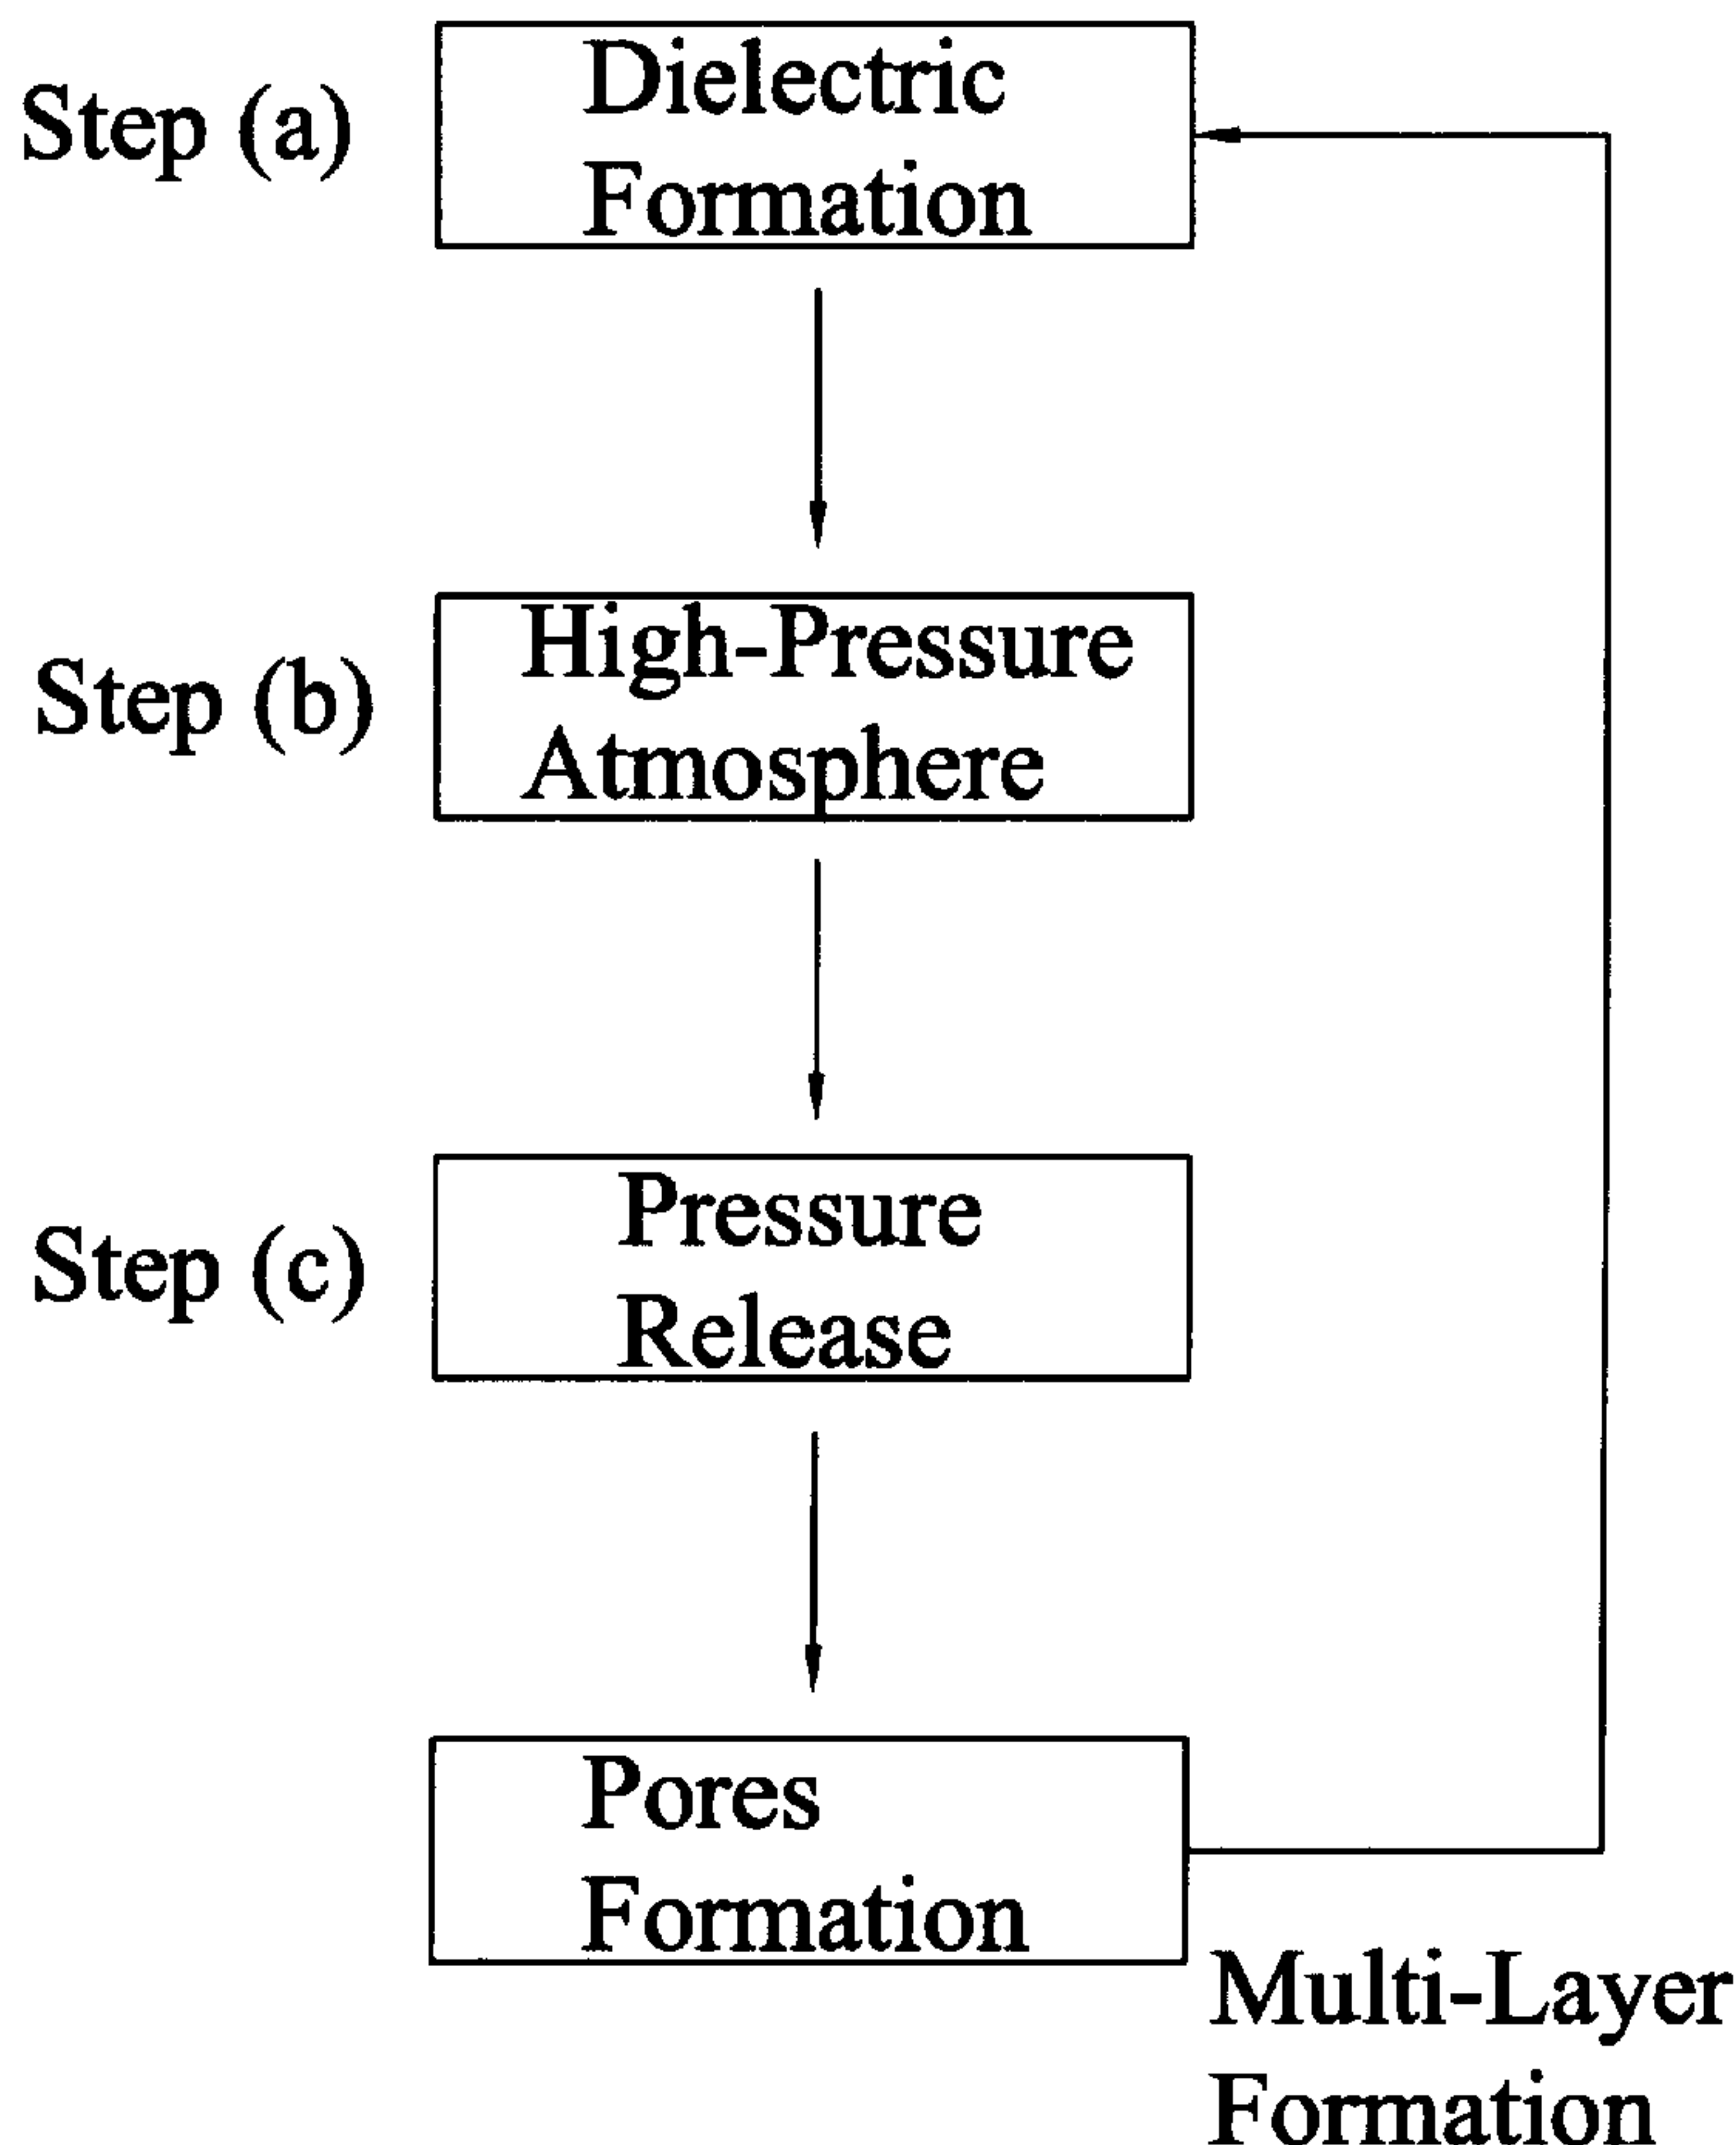 Step (a)
Dielectric
Formation
Step (b)
High-Pressure
Atmosphere
Step (c)
Pressure
Release
Pores
Formation
Multi-Layer
Formation